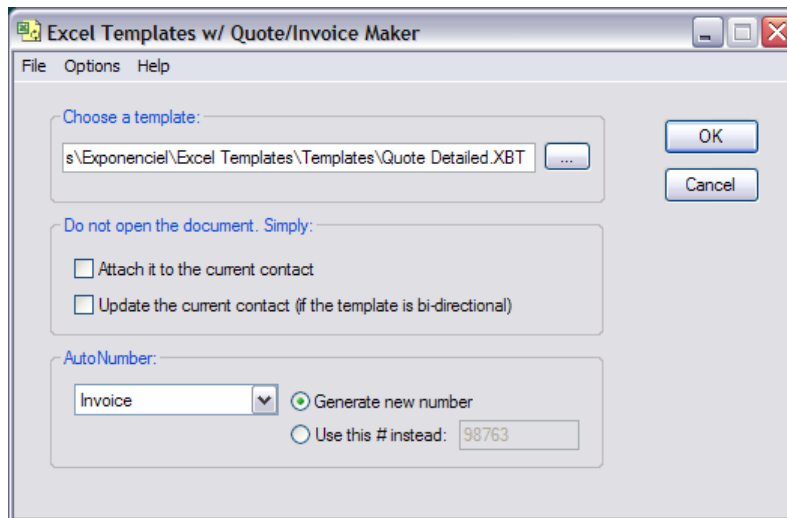 Excel Templates w/ Quote/Invoice Maker
File Options Help
Choose a template:
s\Exponenciel\Excel Templates\Templates\Quote Detailed.XBT
...
OK
Cancel
Do not open the document. Simply:
Attach it to the current contact
Update the current contact (if the template is bi-directional)
AutoNumber:
Invoice
Generate new number
Use this # instead: 98763